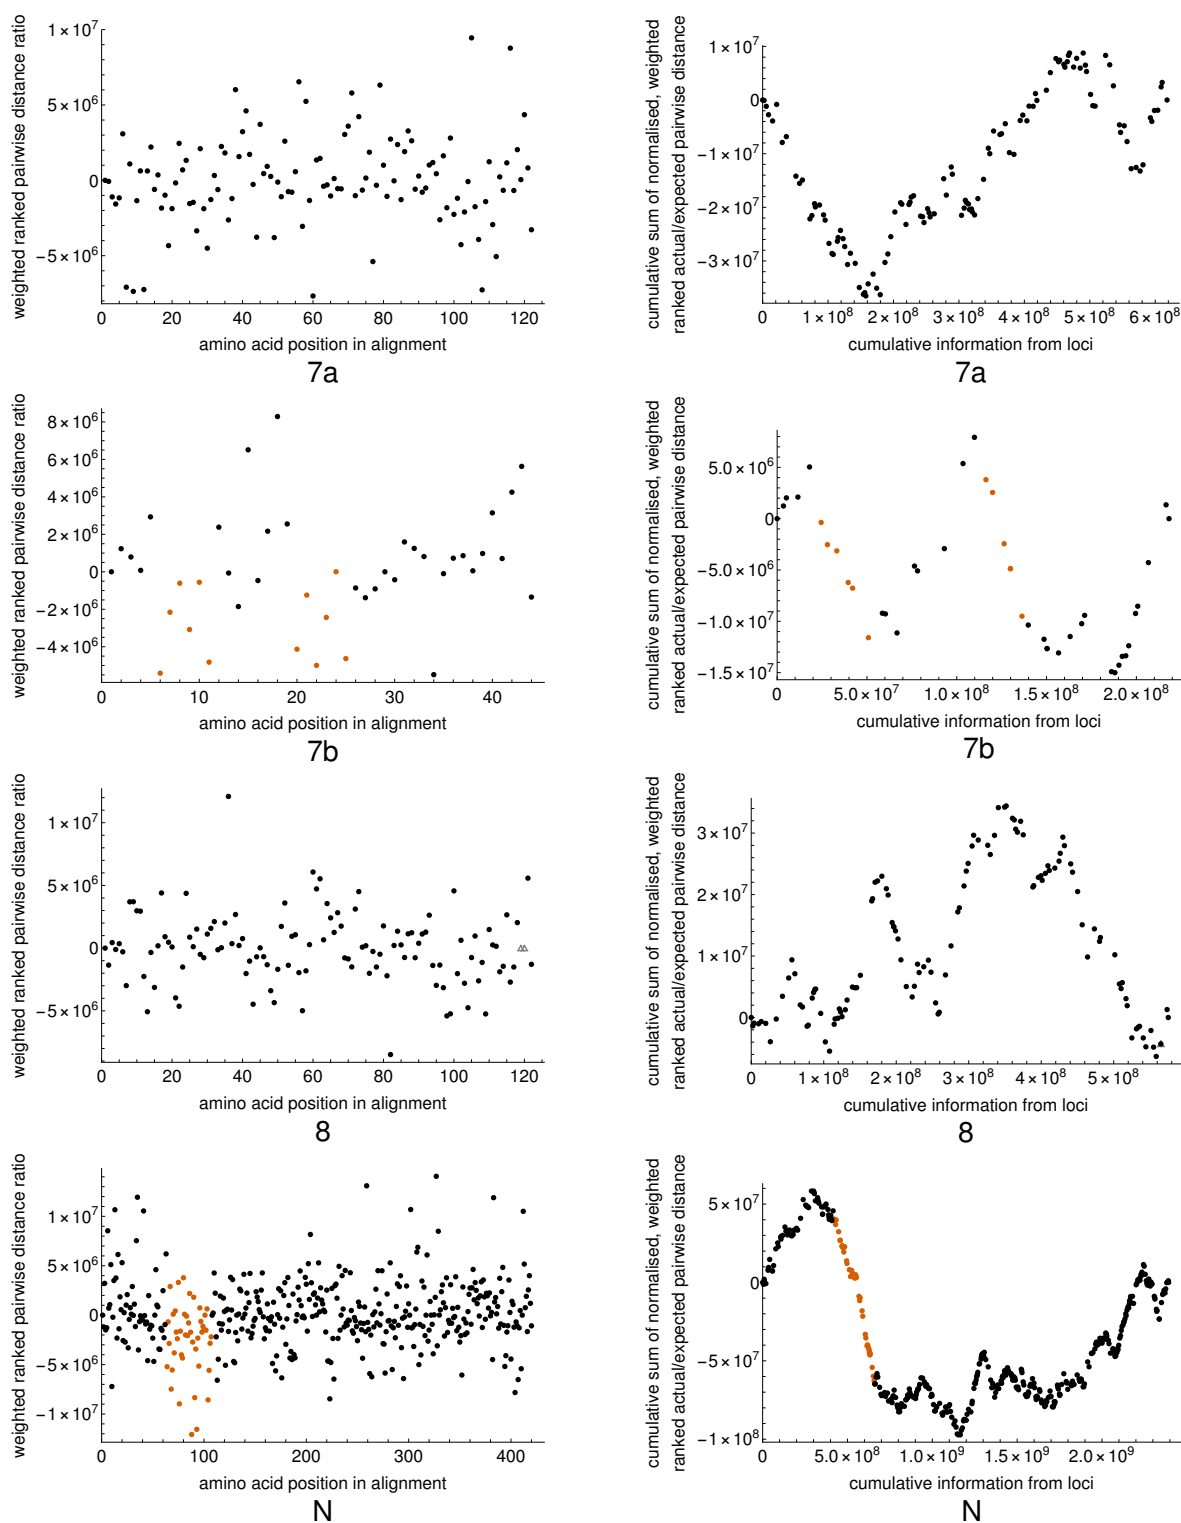 weighted ranked pairwise distance ratio
1×10⁷
5×10⁶
0
−5×10⁶
0 20 40 60 80 100 120
amino acid position in alignment
7a
cumulative sum of normalised, weighted
ranked actual/expected pairwise distance
1×10⁷
0
−1×10⁷
−2×10⁷
−3×10⁷
0 1×10⁸ 2×10⁸ 3×10⁸ 4×10⁸ 5×10⁸ 6×10⁸
cumulative information from loci
7a
weighted ranked pairwise distance ratio
8×10⁶
6×10⁶
4×10⁶
2×10⁶
0
−2×10⁶
−4×10⁶
0 10 20 30 40
amino acid position in alignment
7b
cumulative sum of normalised, weighted
ranked actual/expected pairwise distance
5.0×10⁶
0
−5.0×10⁶
−1.0×10⁷
−1.5×10⁷
0 5.0×10⁷ 1.0×10⁸ 1.5×10⁸ 2.0×10⁸
cumulative information from loci
7b
weighted ranked pairwise distance ratio
1×10⁷
5×10⁶
0
−5×10⁶
0 20 40 60 80 100 120
amino acid position in alignment
8
cumulative sum of normalised, weighted
ranked actual/expected pairwise distance
3×10⁷
2×10⁷
1×10⁷
0
0 1×10⁸ 2×10⁸ 3×10⁸ 4×10⁸ 5×10⁸
cumulative information from loci
8
weighted ranked pairwise distance ratio
1×10⁷
5×10⁶
0
−5×10⁶
−1×10⁷
0 100 200 300 400
amino acid position in alignment
N
cumulative sum of normalised, weighted
ranked actual/expected pairwise distance
5×10⁷
0
−5×10⁷
−1×10⁸
0 5.0×10⁸ 1.0×10⁹ 1.5×10⁹ 2.0×10⁹
cumulative information from loci
N